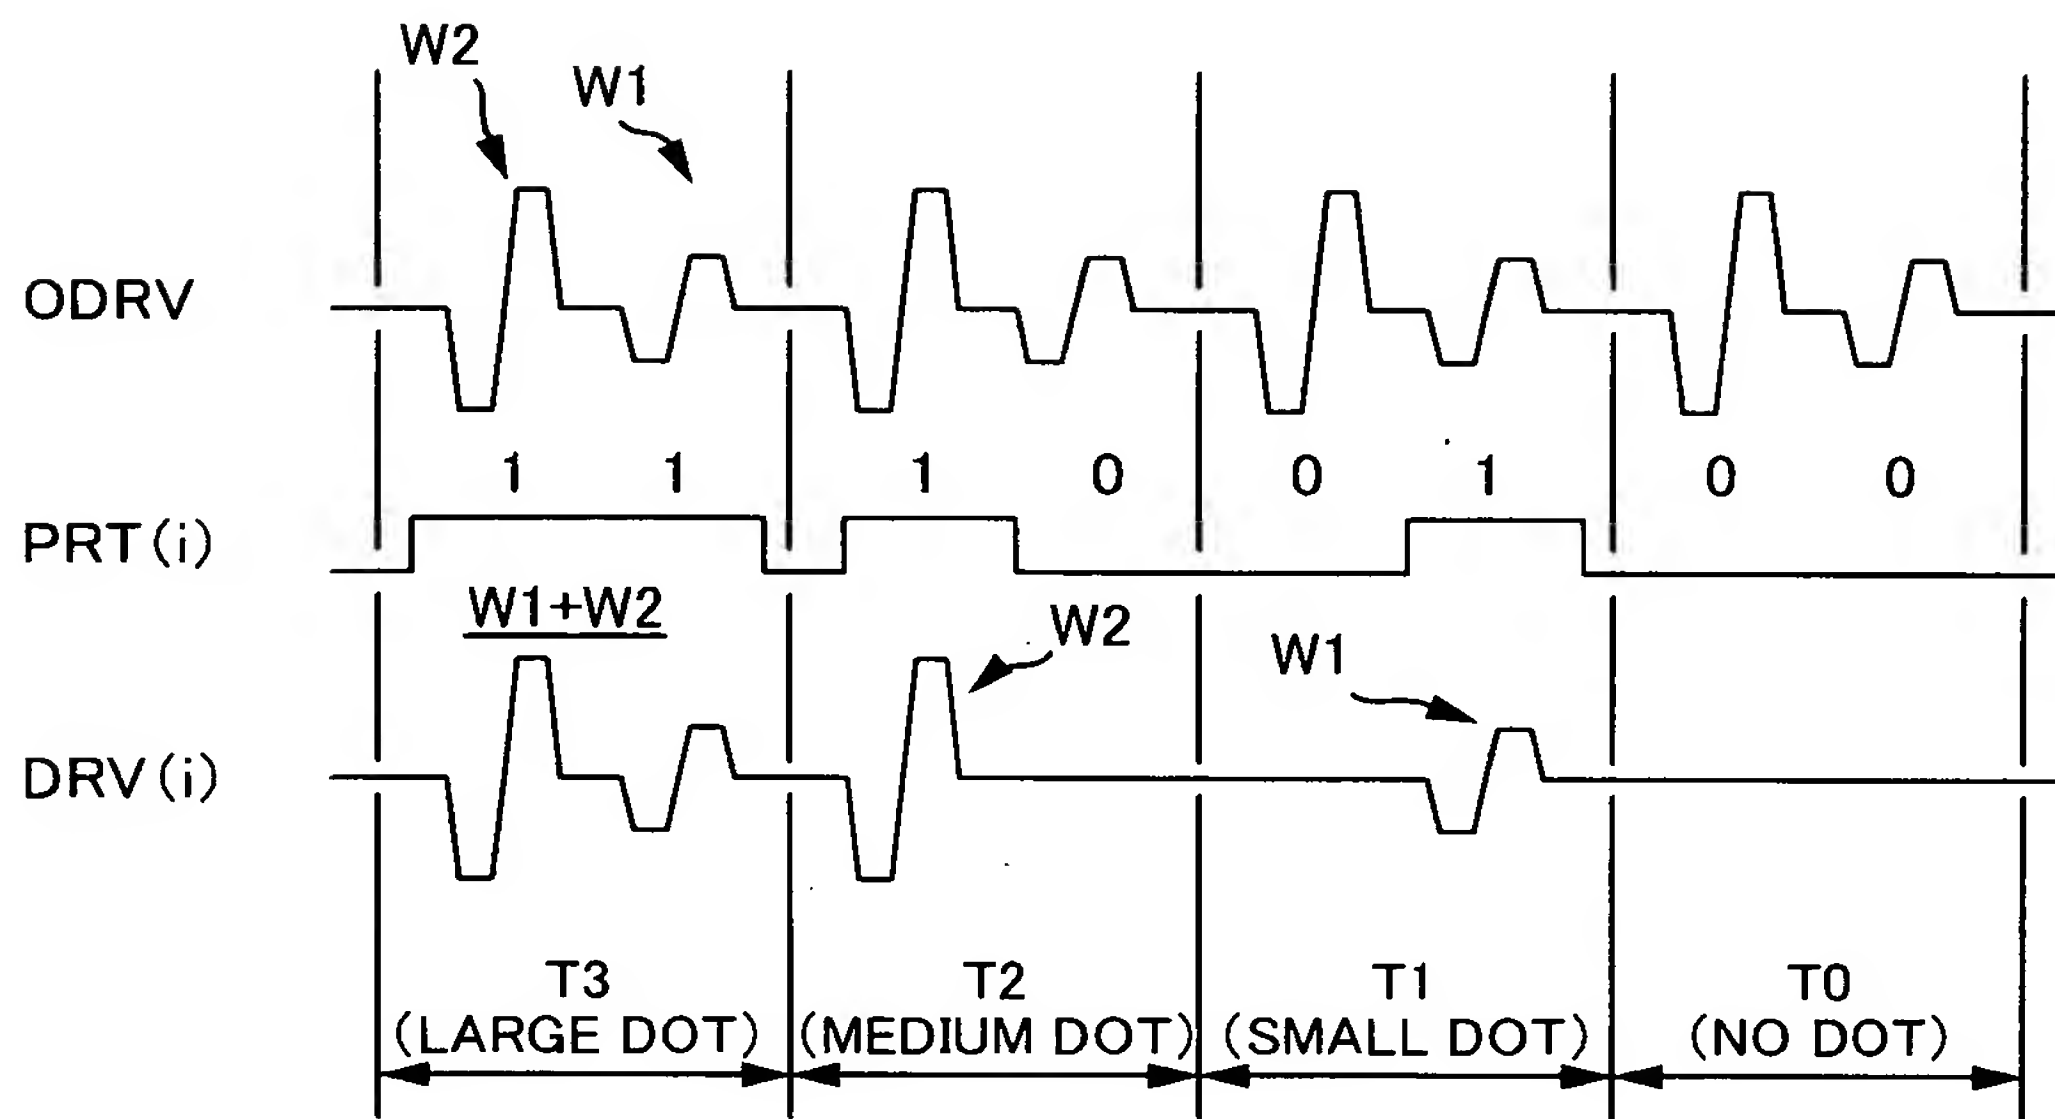 W2
W1
ODRV
1 1 1 0 0 1 0 0
PRT(i)
W1+W2
W2
W1
DRV(i)
T3 T2 T1 T0
(LARGE DOT) (MEDIUM DOT) (SMALL DOT) (NO DOT)